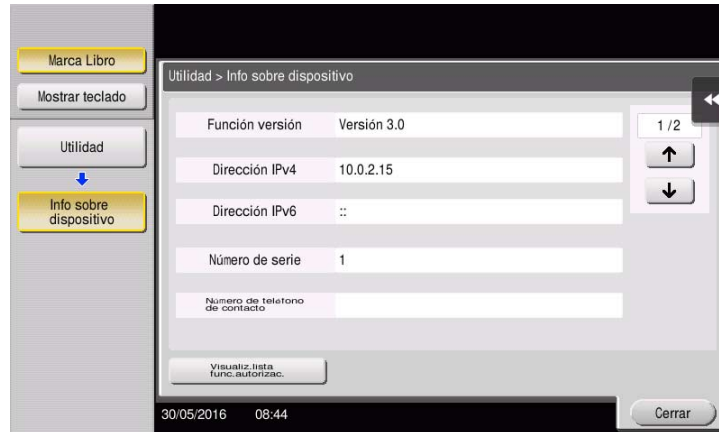 Marca Libro
Mostrar teclado
Utilidad
Info sobre
dispositivo
Utilidad > Info sobre dispositivo
Función versión Versión 3.0
Dirección IPv4 10.0.2.15
Dirección IPv6 ::
Número de serie 1
Número de teléfono
de contacto
1 /2
Visualiz.lista
func.autorizac.
30/05/2016 08:44
Cerrar